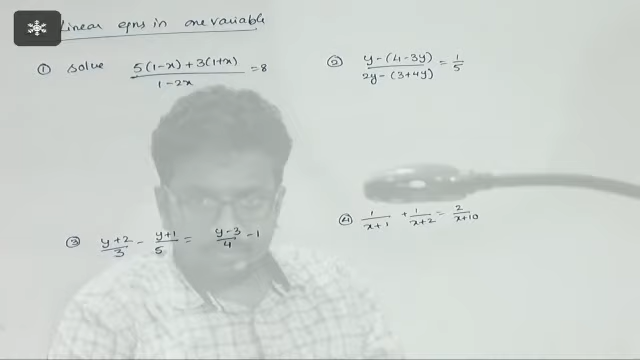 Linear eqns in one variable
① solve (5(1-x) + 3(1+x))/(1-2x) = 8
② (y-(4-3y))/(2y-(3+4y)) = 1/5
③ (y+2)/3 - (y+1)/5 = (y-3)/4 - 1
④ 1/(x+1) + 1/(x+2) = 2/(x+10)